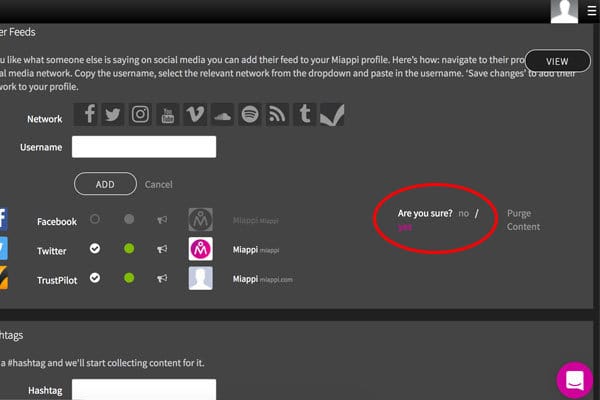 er Feeds
u like what someone else is saying on social media you can add their feed to your Miappi profile. Here's how: navigate to their pro
VIEW
al media network. Copy the username, select the relevant network from the dropdown and paste in the username. 'Save changes' to add their
work to your profile.
Network
You Tube
Username
ADD Cancel
Are you sure? no / Purge
yes Content
Facebook Miappi Miappi
Twitter Miappi miappi
TrustPilot Miappi miappi.com
shtags
a #hashtag and we'll start collecting content for it.
Hashtag